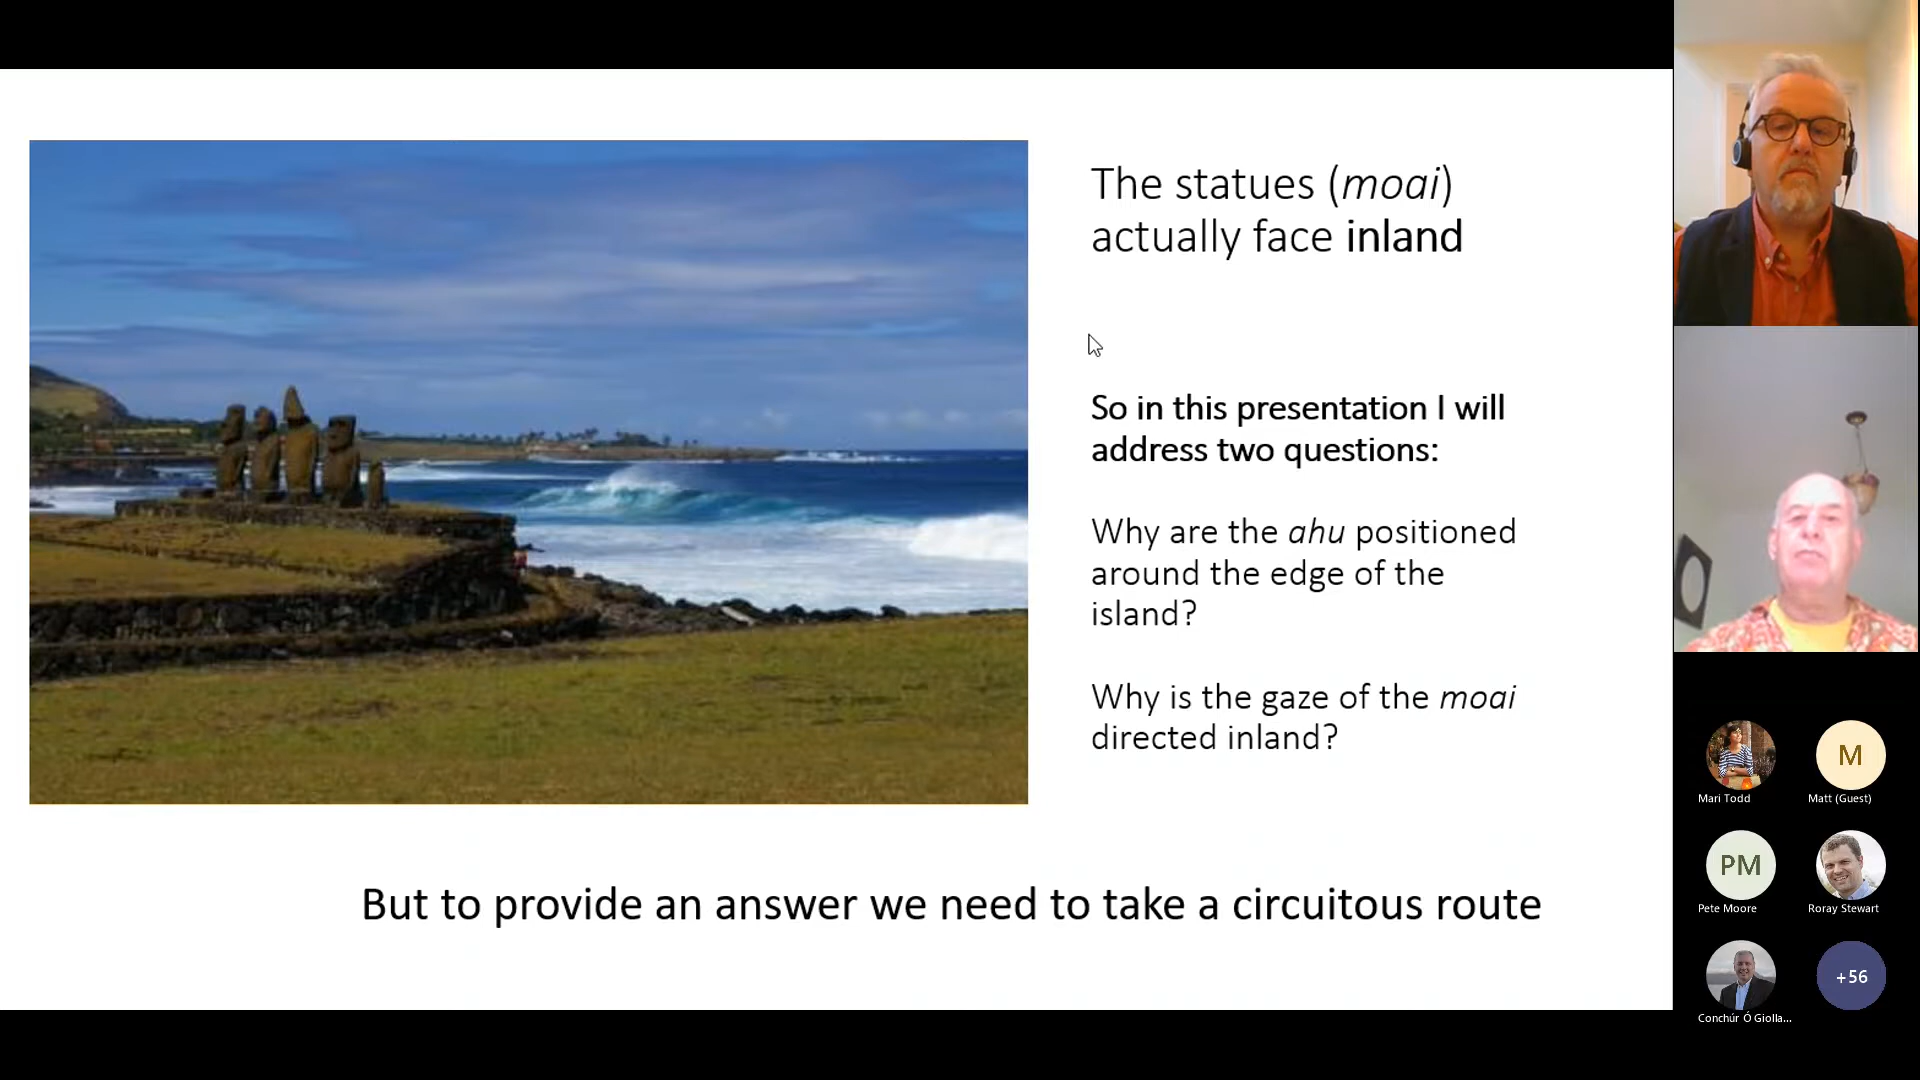 The statues (moai)
actually face inland
So in this presentation I will
address two questions:
Why are the ahu positioned
around the edge of the
island?
Why is the gaze of the moai
directed inland?
But to provide an answer we need to take a circuitous route
Mari Todd
M
Matt (Guest)
PM
Pete Moore
Roray Stewart
Conchúr Ó Giolla...
+56